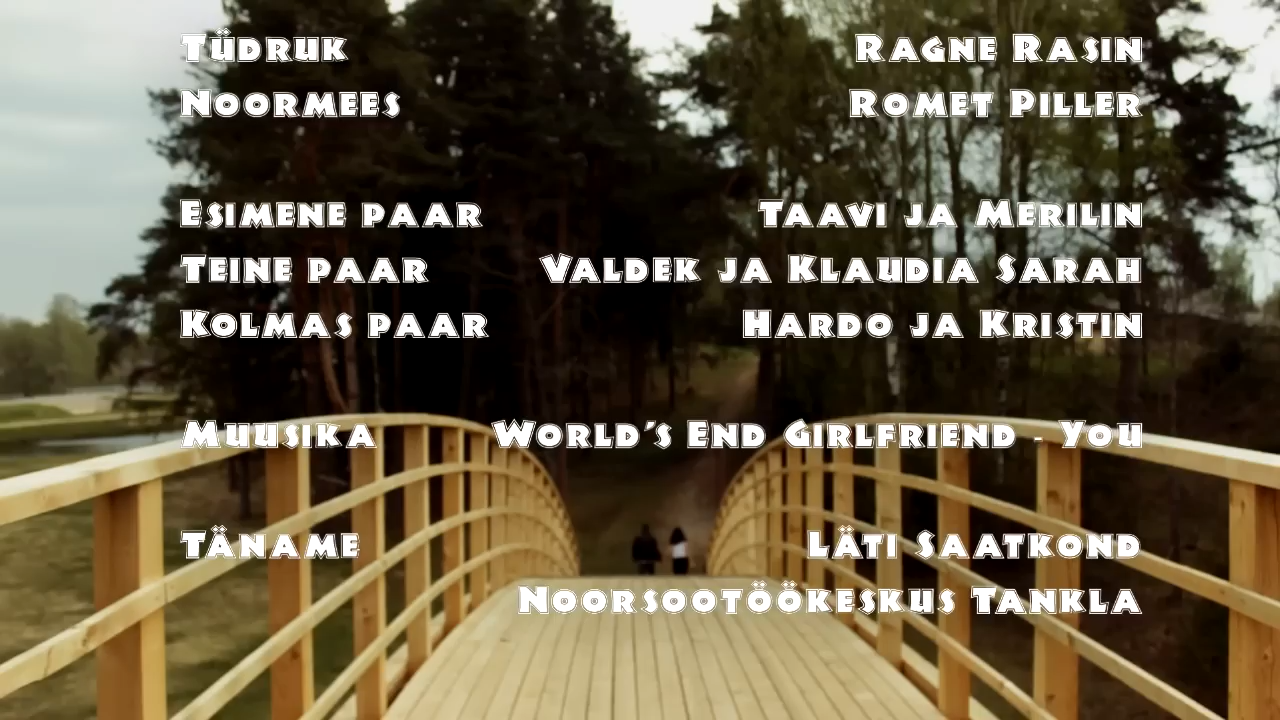 Tüdruk Ragne Rasin
Noormees Romet Piller
Esimene paar Taavi ja Merilin
Teine paar Valdek ja Klaudia Sarah
Kolmas paar Hardo ja Kristin
Muusika World's End Girlfriend - You
Täname Läti Saatkond
Noorsootöökeskus Tankla